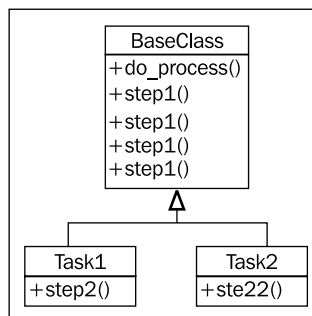 BaseClass
+do_process()
+step1()
+step1()
+step1()
+step1()
Task1
+step2()
Task2
+ste22()